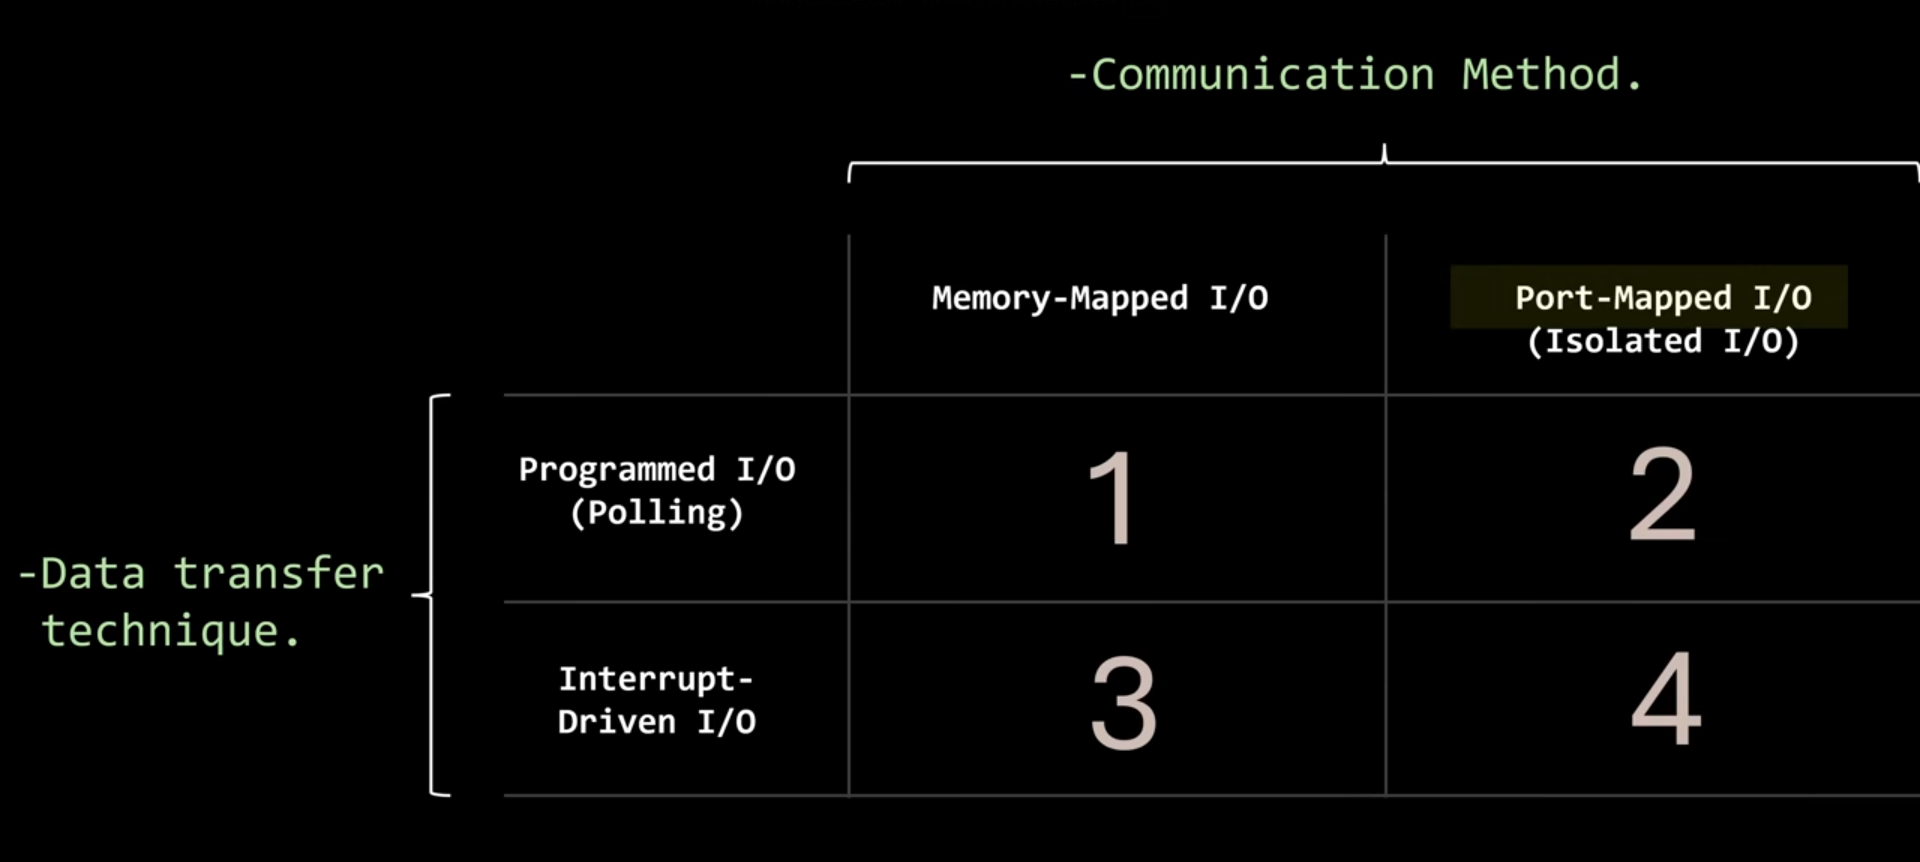 -Communication Method.
Memory-Mapped I/O
Port-Mapped I/O
(Isolated I/O)
Programmed I/O
(Polling)
1
2
-Data transfer
technique.
Interrupt-
Driven I/O
3
4